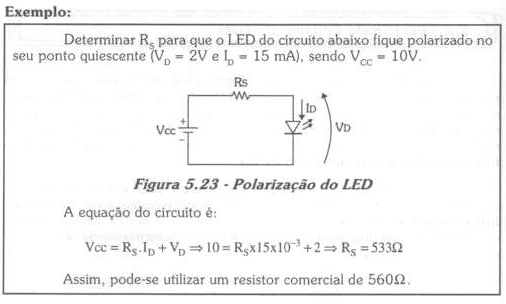 Exemplo:
Determinar R_S para que o LED do circuito abaixo fique polarizado no
seu ponto quiescente (V_D = 2V e I_D = 15 mA), sendo V_CC = 10V.
Rs
ID
Vcc
+
-
VD
Figura 5.23 - Polarização do LED
A equação do circuito é:
Vcc = R_S.I_D + V_D ⇒ 10 = R_Sx15x10⁻³ + 2 ⇒ R_S = 533Ω
Assim, pode-se utilizar um resistor comercial de 560Ω.